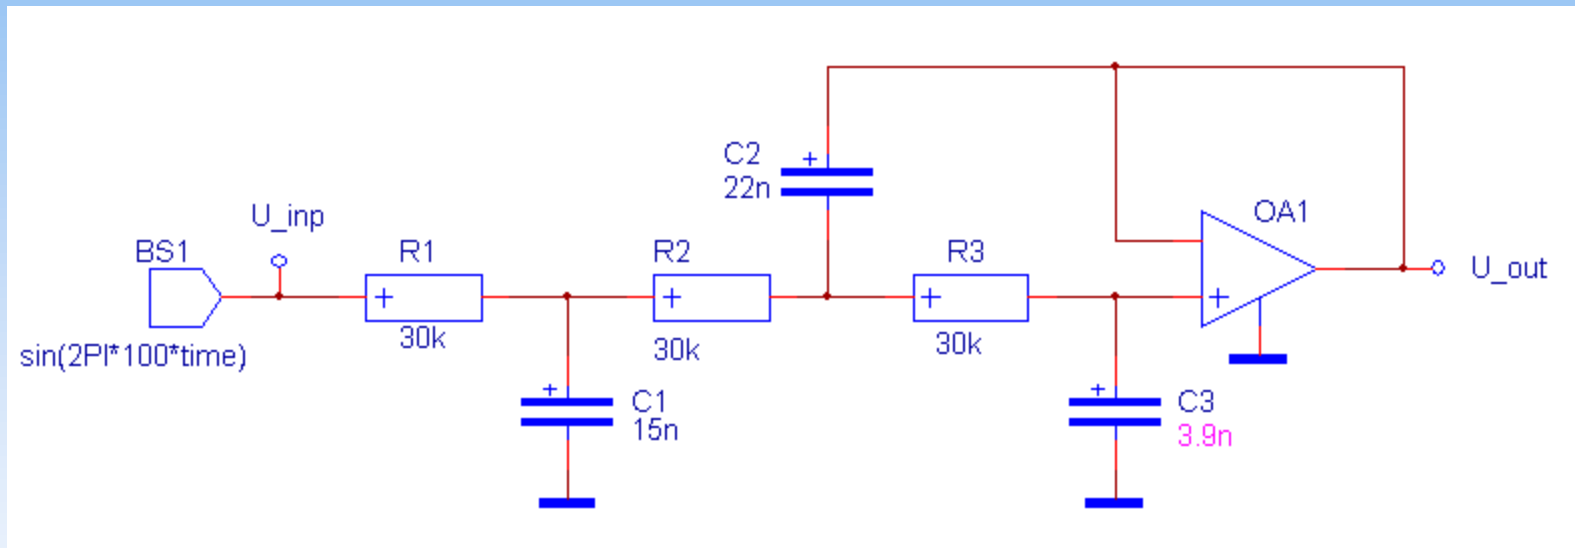 C2
+
22n
U_inp
OA1
BS1
R1
R2
R3
U_out
+
+
+
+
30k
30k
30k
sin(2PI*100*time)
+
C1
15n
+
C3
3.9n